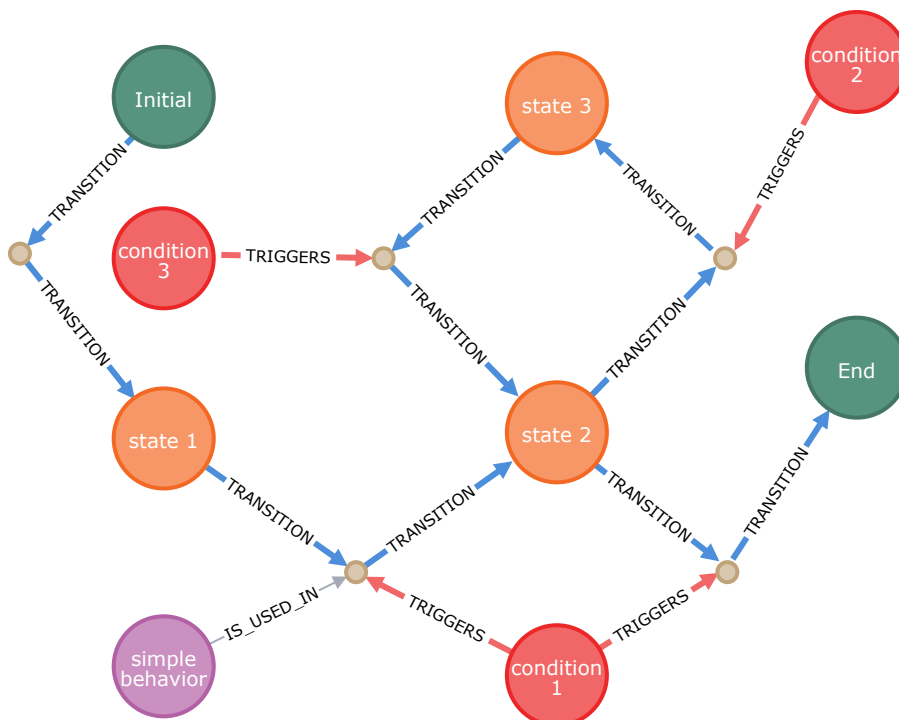 condition
2
Initial
state 3
TRANSITION
TRANSITION
TRANSITION
TRIGGERS
condition
3
TRIGGERS
TRANSITION
TRANSITION
TRANSITION
End
state 1
state 2
TRANSITION
TRANSITION
TRANSITION
TRANSITION
IS_USED_IN
TRIGGERS
TRIGGERS
simple
behavior
condition
1